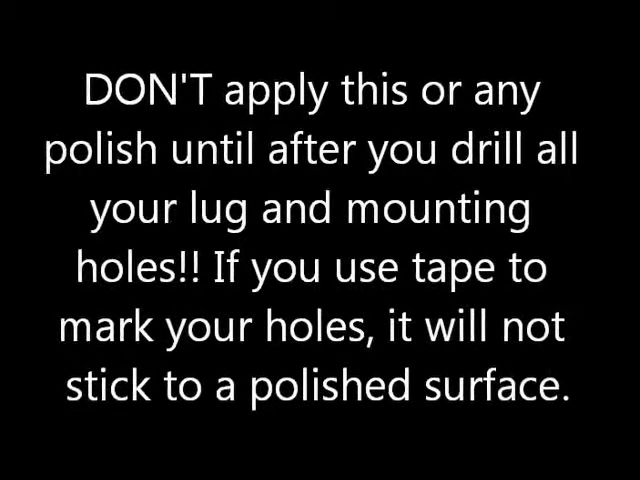 DON'T apply this or any
polish until after you drill all
your lug and mounting
holes!! If you use tape to
mark your holes, it will not
stick to a polished surface.